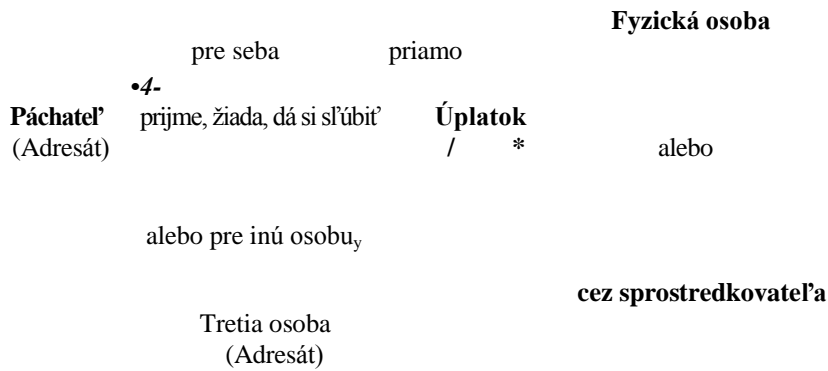 Fyzická osoba
pre seba priamo
•4-
Páchateľ prijme, žiada, dá si sľúbiť Úplatok
(Adresát) / * alebo
alebo pre inú osobuy
cez sprostredkovateľa
Tretia osoba
(Adresát)